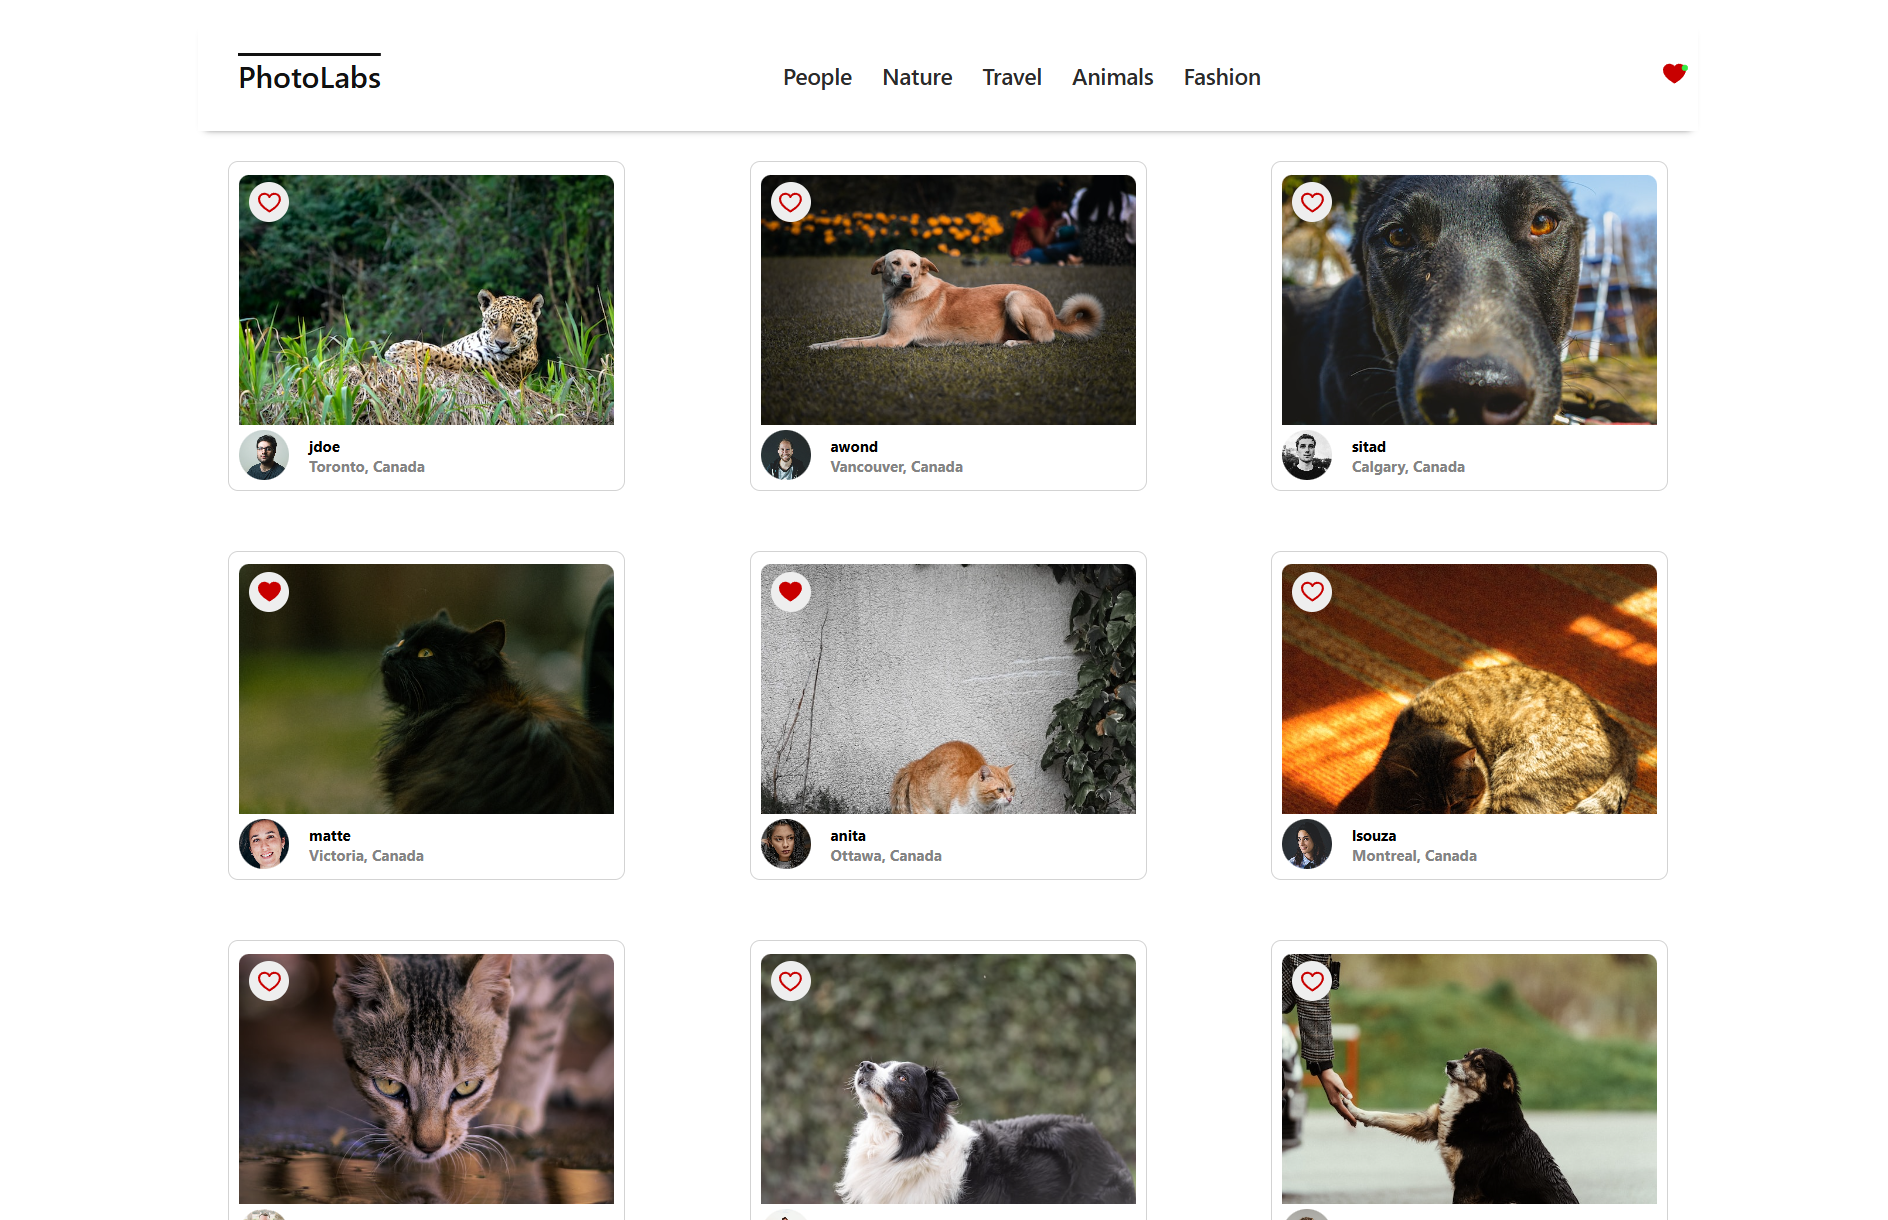 PhotoLabs
People Nature Travel Animals Fashion
jdoe
Toronto, Canada
awond
Vancouver, Canada
sitad
Calgary, Canada
matte
Victoria, Canada
anita
Ottawa, Canada
lsouza
Montreal, Canada